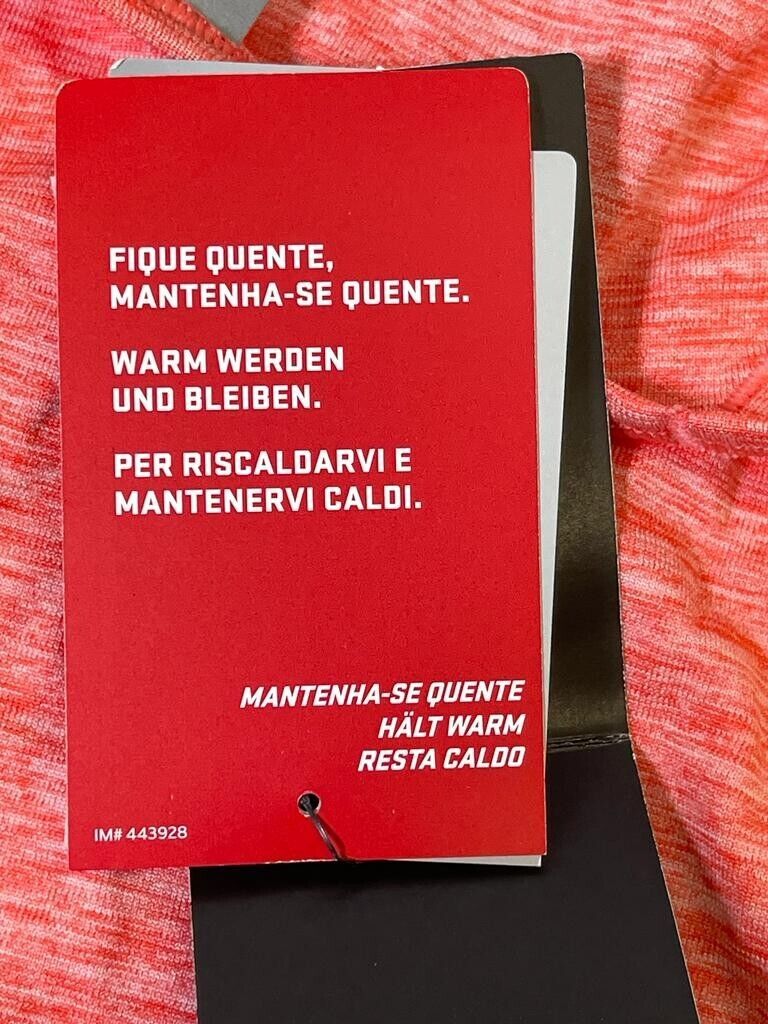 FIQUE QUENTE,
MANTENHA-SE QUENTE.
WARM WERDEN
UND BLEIBEN.
PER RISCALDARVI E
MANTENERVI CALDI.
MANTENHA-SE QUENTE
HÄLT WARM
RESTA CALDO
IM# 443928